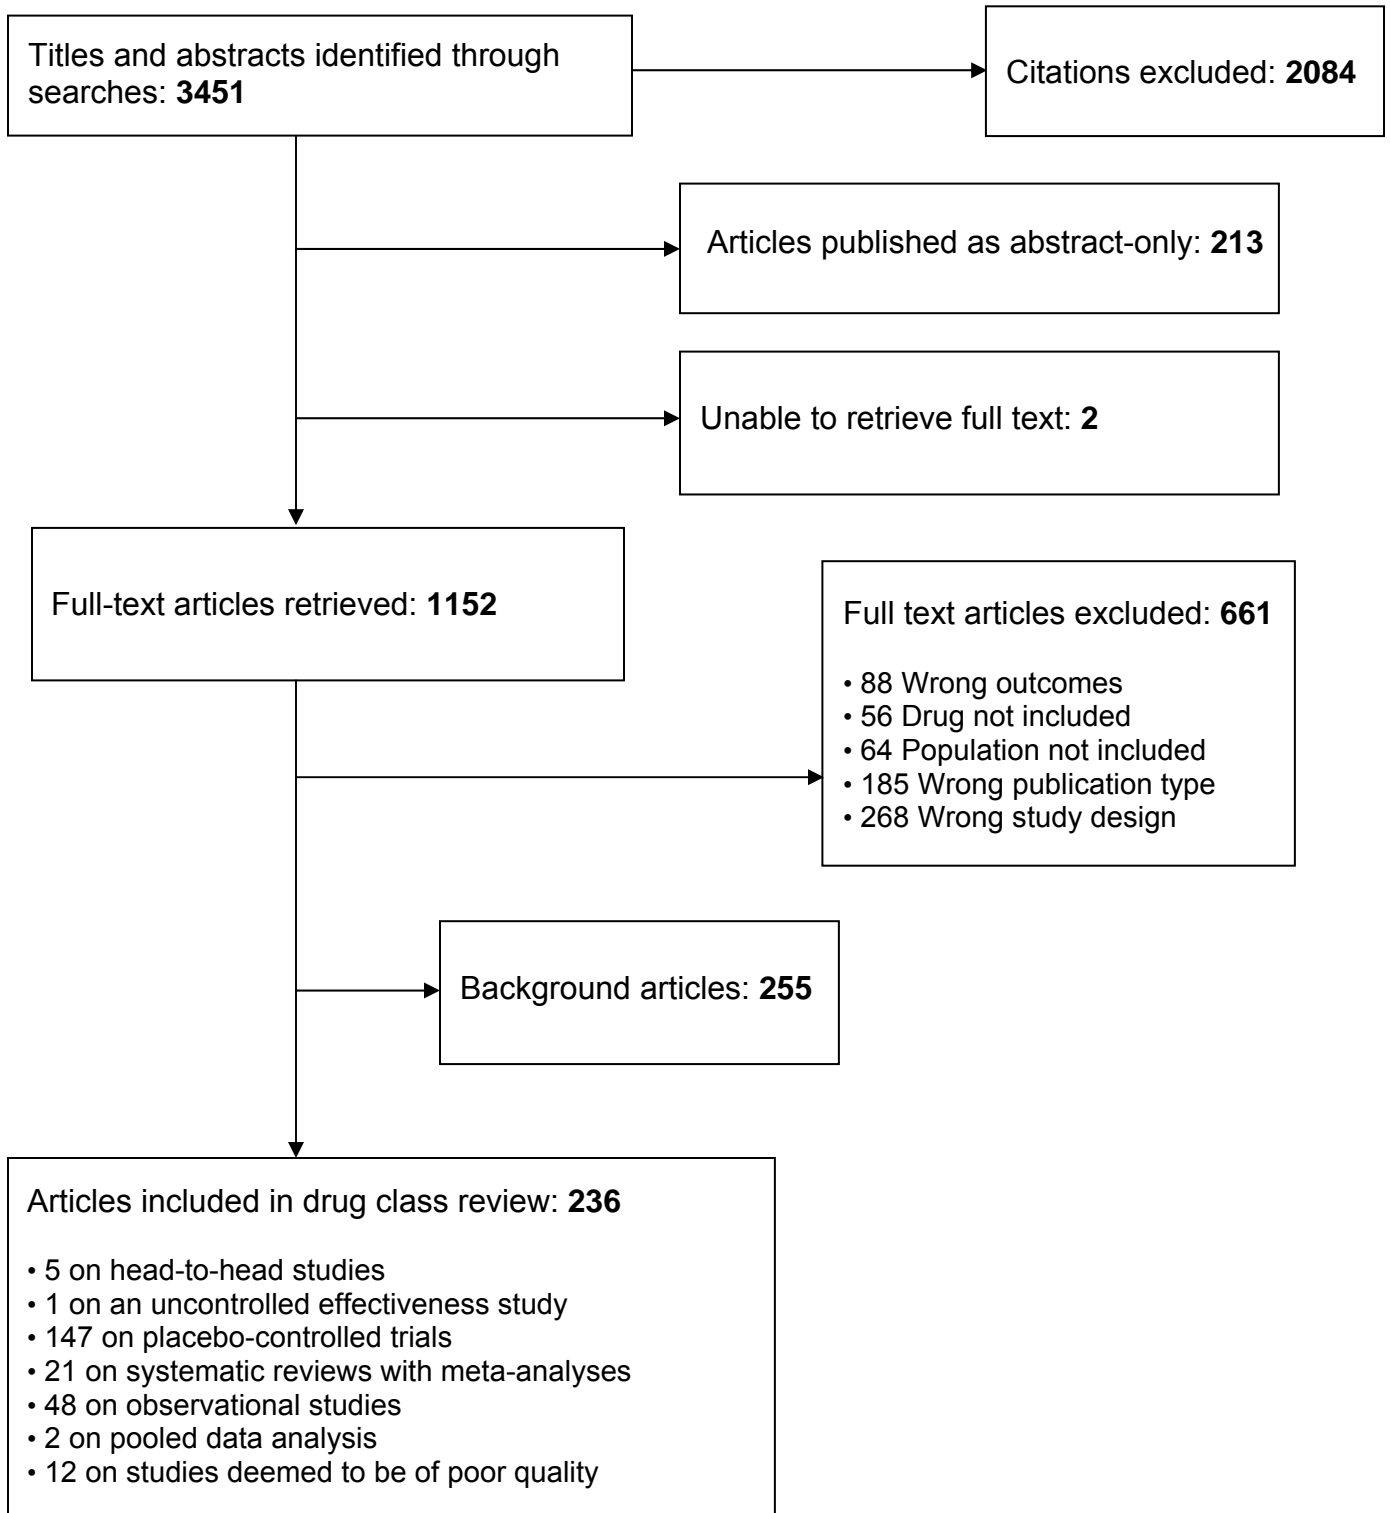 Titles and abstracts identified through
searches: 3451
Citations excluded: 2084
Articles published as abstract-only: 213
Unable to retrieve full text: 2
Full-text articles retrieved: 1152
Full text articles excluded: 661
• 88 Wrong outcomes
• 56 Drug not included
• 64 Population not included
• 185 Wrong publication type
• 268 Wrong study design
Background articles: 255
Articles included in drug class review: 236
• 5 on head-to-head studies
• 1 on an uncontrolled effectiveness study
• 147 on placebo-controlled trials
• 21 on systematic reviews with meta-analyses
• 48 on observational studies
• 2 on pooled data analysis
• 12 on studies deemed to be of poor quality